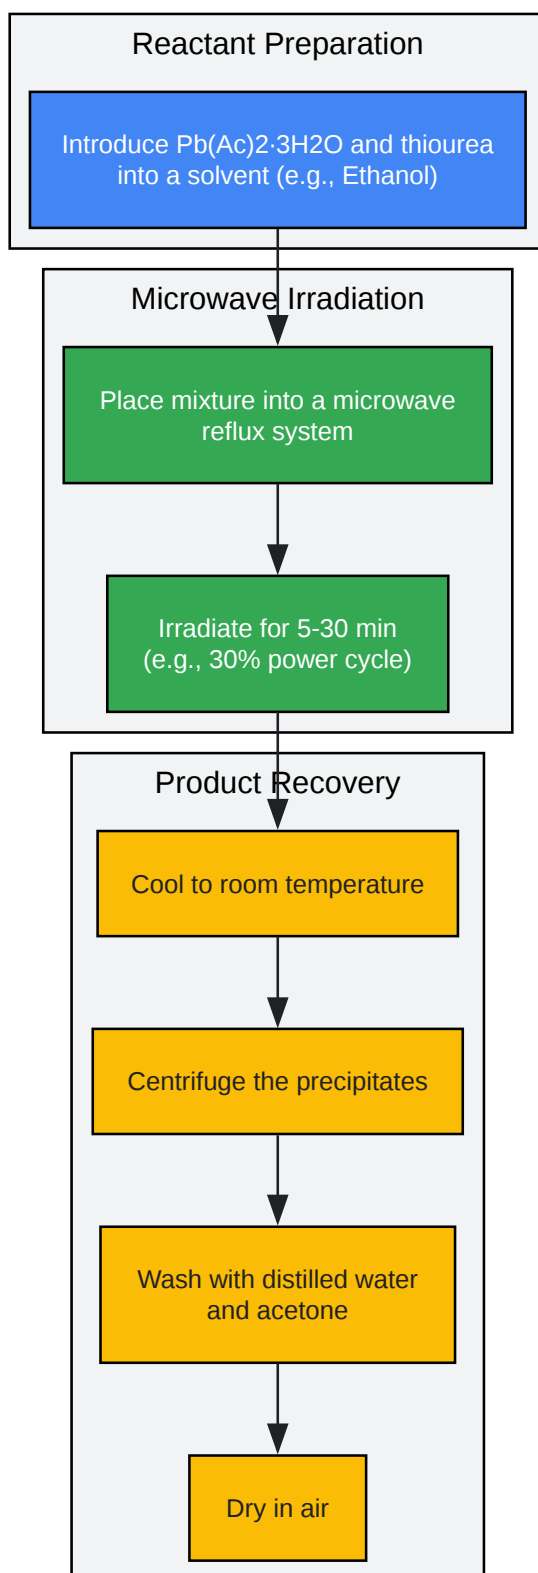 Reactant Preparation
Introduce Pb(Ac)2·3H2O and thiourea
into a solvent (e.g., Ethanol)
Microwave Irradiation
Place mixture into a microwave
reflux system
Irradiate for 5-30 min
(e.g., 30% power cycle)
Product Recovery
Cool to room temperature
Centrifuge the precipitates
Wash with distilled water
and acetone
Dry in air